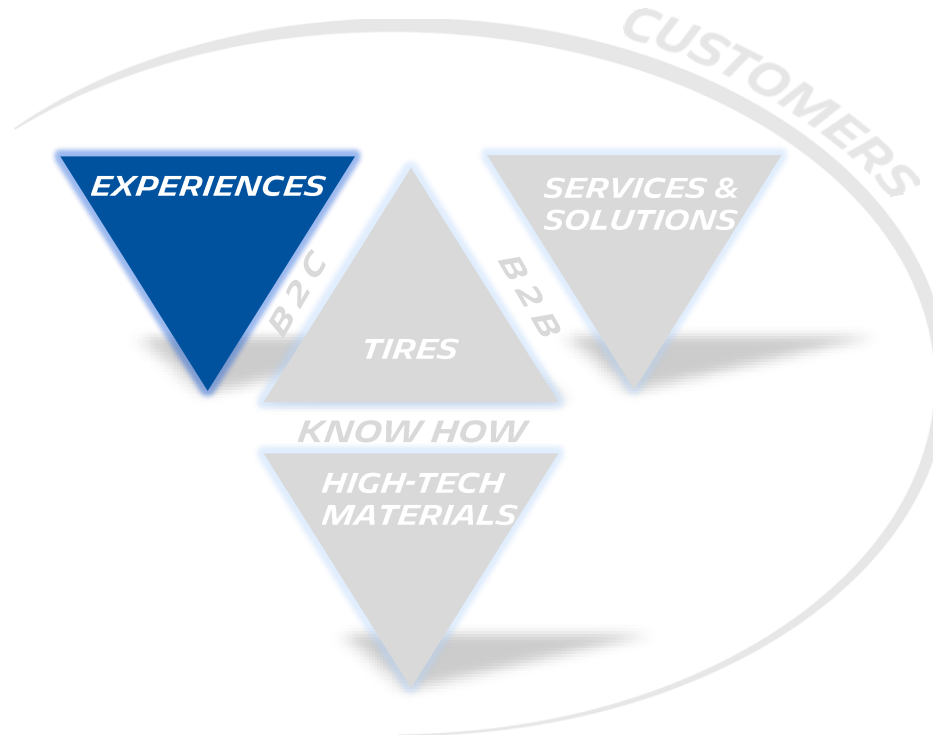 CUSTOMERS
EXPERIENCES
SERVICES &
SOLUTIONS
B2C
B2B
TIRES
KNOW HOW
HIGH-TECH
MATERIALS